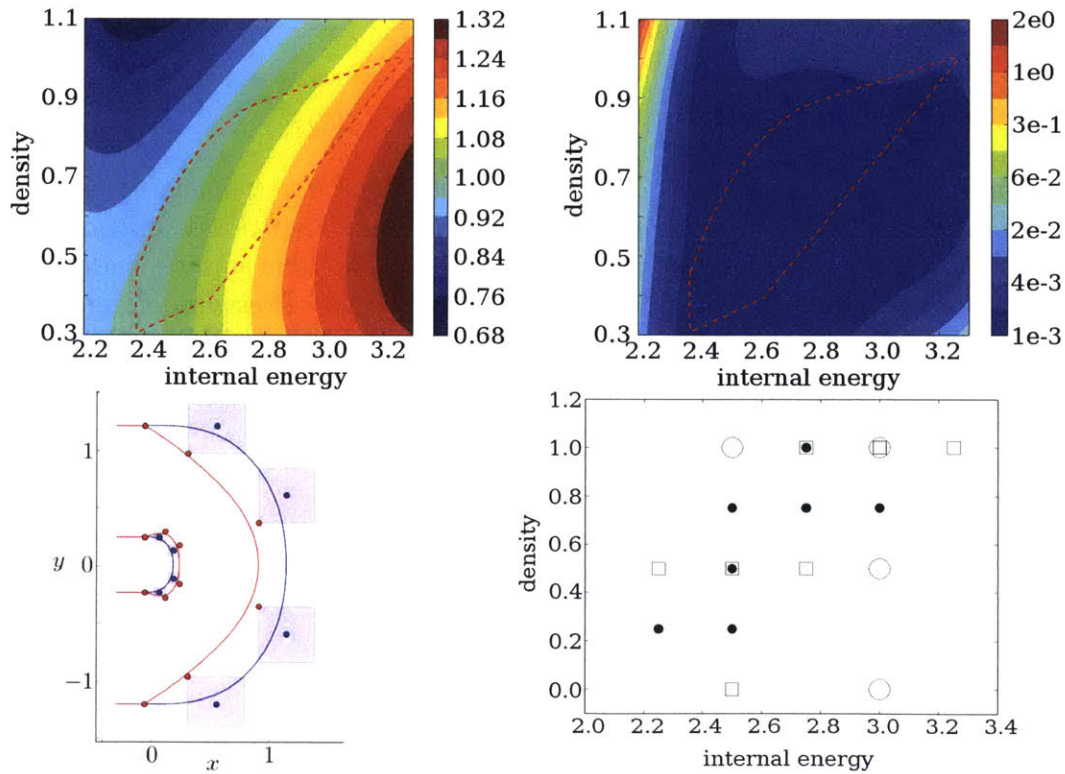 1.1
0.9
0.7
0.5
0.3
density
2.2 2.4 2.6 2.8 3.0 3.2
internal energy
1.32
1.24
1.16
1.08
1.00
0.92
0.84
0.76
0.68
1.1
0.9
0.7
0.5
0.3
density
2.2 2.4 2.6 2.8 3.0 3.2
internal energy
2e0
1e0
3e-1
6e-2
2e-2
4e-3
1e-3
1
y 0
−1
0 1
x
1.2
1.0
0.8
0.6
0.4
0.2
0.0
density
2.0 2.2 2.4 2.6 2.8 3.0 3.2 3.4
internal energy